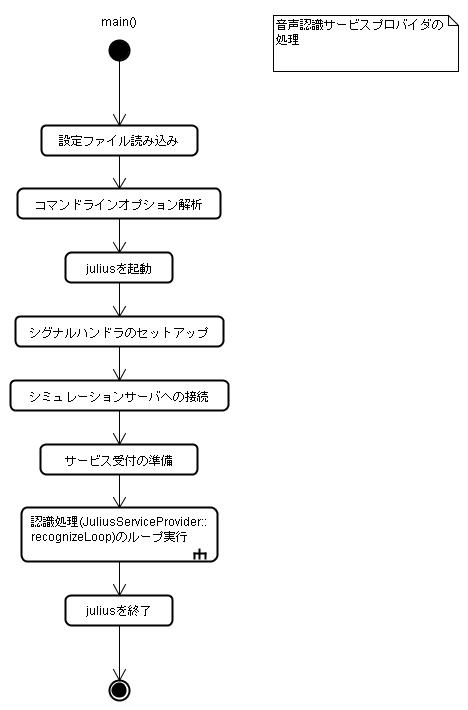 main()
音声認識サービスプロバイダの
処理
設定ファイル読み込み
コマンドラインオプション解析
juliusを起動
シグナルハンドラのセットアップ
シミュレーションサーバへの接続
サービス受付の準備
認識処理(JuliusServiceProvider::
recognizeLoop)のループ実行
juliusを終了